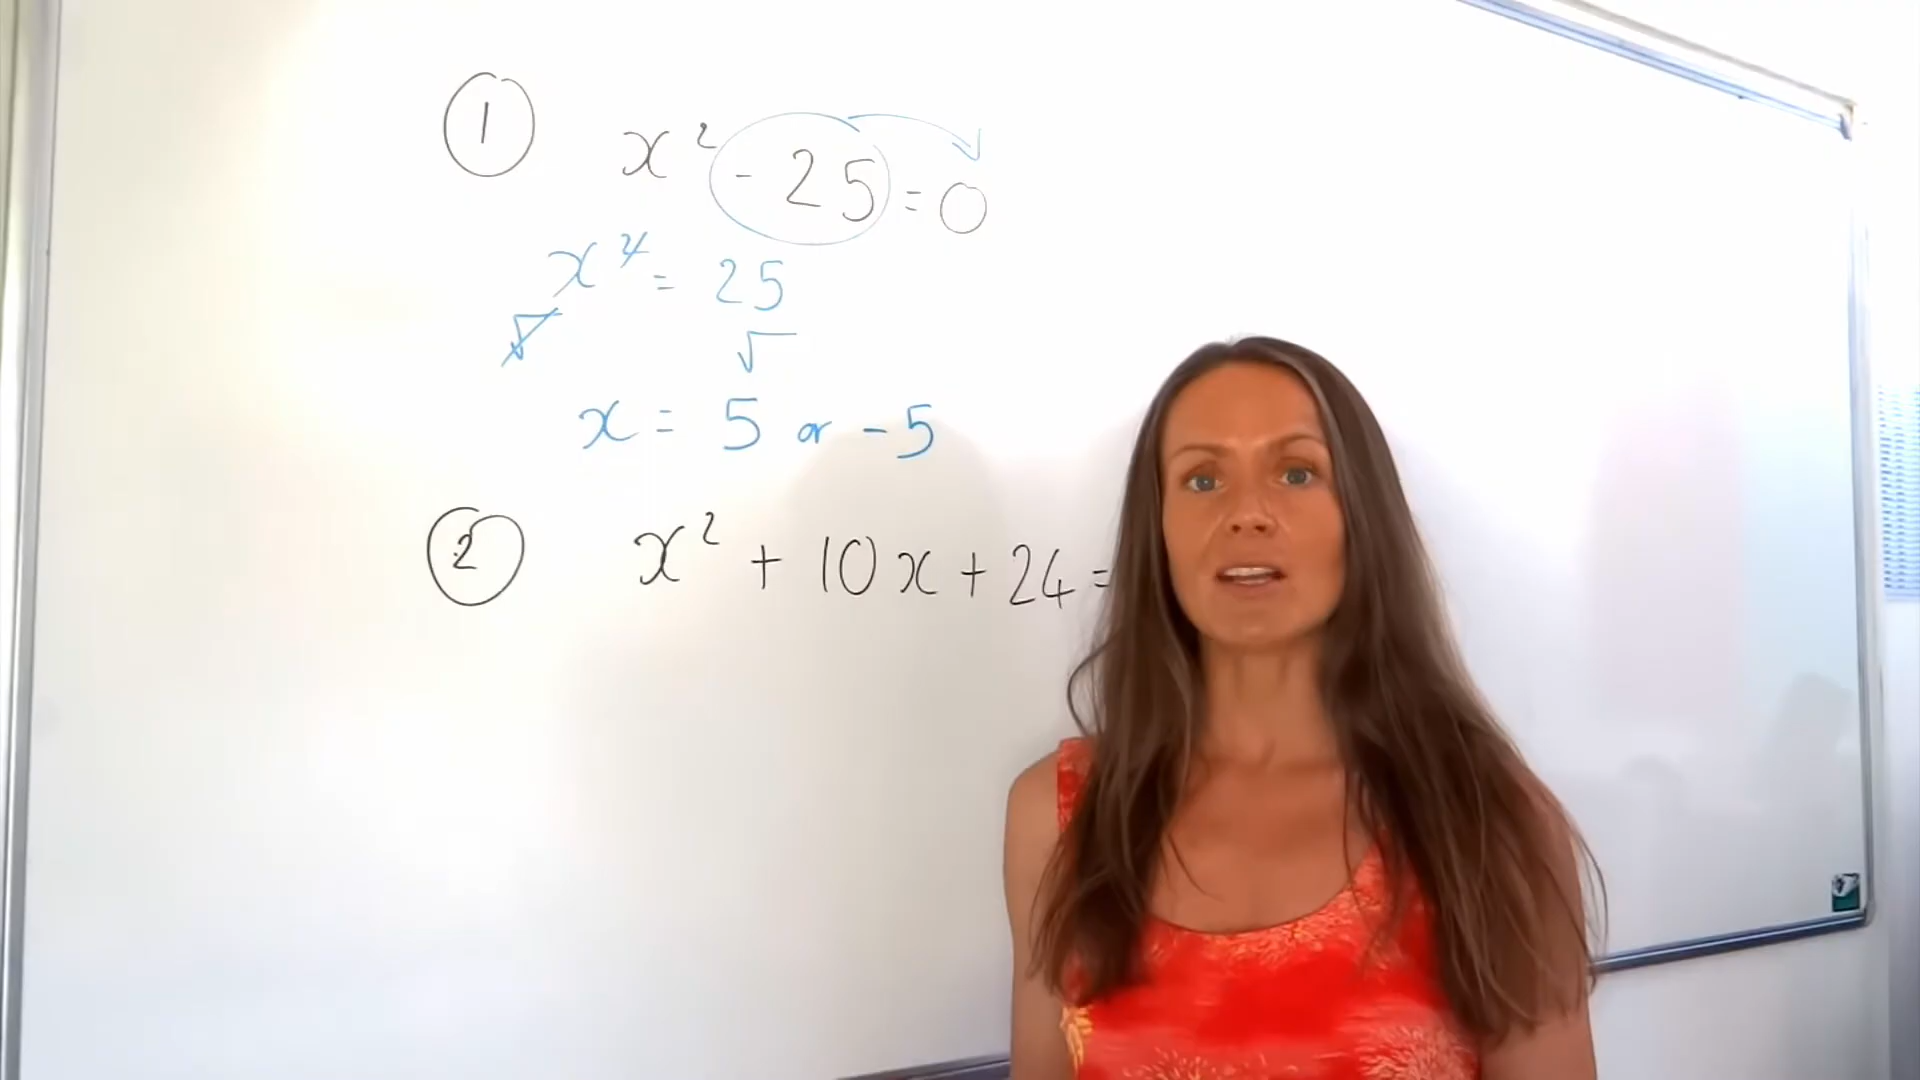 1 x² - 25 = 0
x² = 25
√ √
x = 5 or -5
2 x² + 10x + 24 =